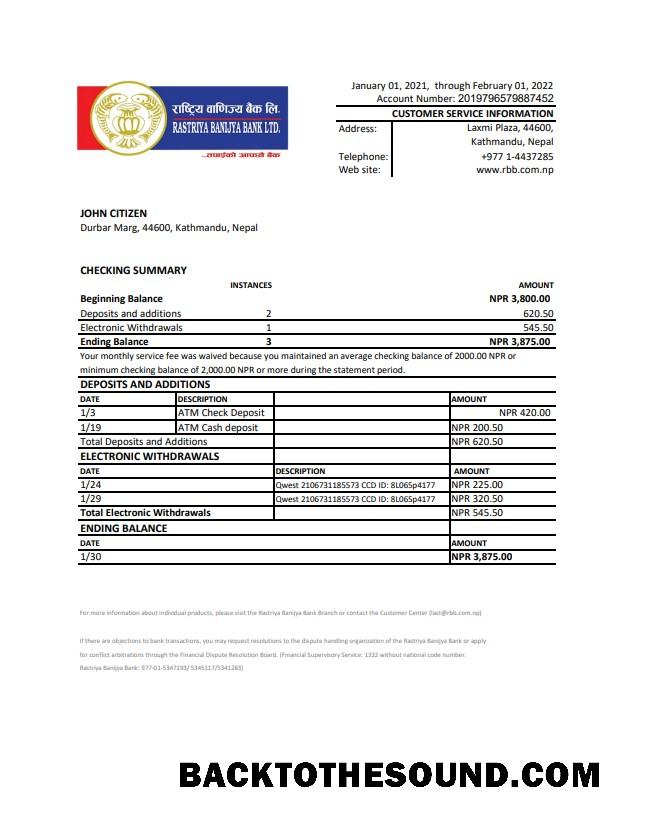 राष्ट्रिय वाणिज्य बैंक लि.
RASTRIYA BANIJYA BANK LTD.
...तपाईको आफ्नै बैंक
January 01, 2021, through February 01, 2022
Account Number: 2019796579887452
CUSTOMER SERVICE INFORMATION
Address: Laxmi Plaza, 44600,
Kathmandu, Nepal
Telephone: +977 1-4437285
Web site: www.rbb.com.np
JOHN CITIZEN
Durbar Marg, 44600, Kathmandu, Nepal
CHECKING SUMMARY
INSTANCES AMOUNT
Beginning Balance NPR 3,800.00
Deposits and additions 2 620.50
Electronic Withdrawals 1 545.50
Ending Balance 3 NPR 3,875.00
Your monthly service fee was waived because you maintained an average checking balance of 2000.00 NPR or
minimum checking balance of 2,000.00 NPR or more during the statement period.
DEPOSITS AND ADDITIONS
DATE DESCRIPTION AMOUNT
1/3 ATM Check Deposit NPR 420.00
1/19 ATM Cash deposit NPR 200.50
Total Deposits and Additions NPR 620.50
ELECTRONIC WITHDRAWALS
DATE DESCRIPTION AMOUNT
1/24 Qwest 2106731185573 CCD ID: 8L065p4177 NPR 225.00
1/29 Qwest 2106731185573 CCD ID: 8L065p4177 NPR 320.50
Total Electronic Withdrawals NPR 545.50
ENDING BALANCE
DATE AMOUNT
1/30 NPR 3,875.00
For more information about individual products, please visit the Rastriya Banijya Bank Branch or contact the Customer Center (last@rbb.com.np)
If there are objections to bank transactions, you may request resolutions to the dispute handling organization of the Rastriya Banijya Bank or apply
for conflict arbitrations through the Financial Dispute Resolution Board. (Financial Supervisory Service: 1332 without national code number.
Rastriya Banijya Bank: 977-01-5347193/ 5345117/5341283)
BACKTOTHESOUND.COM